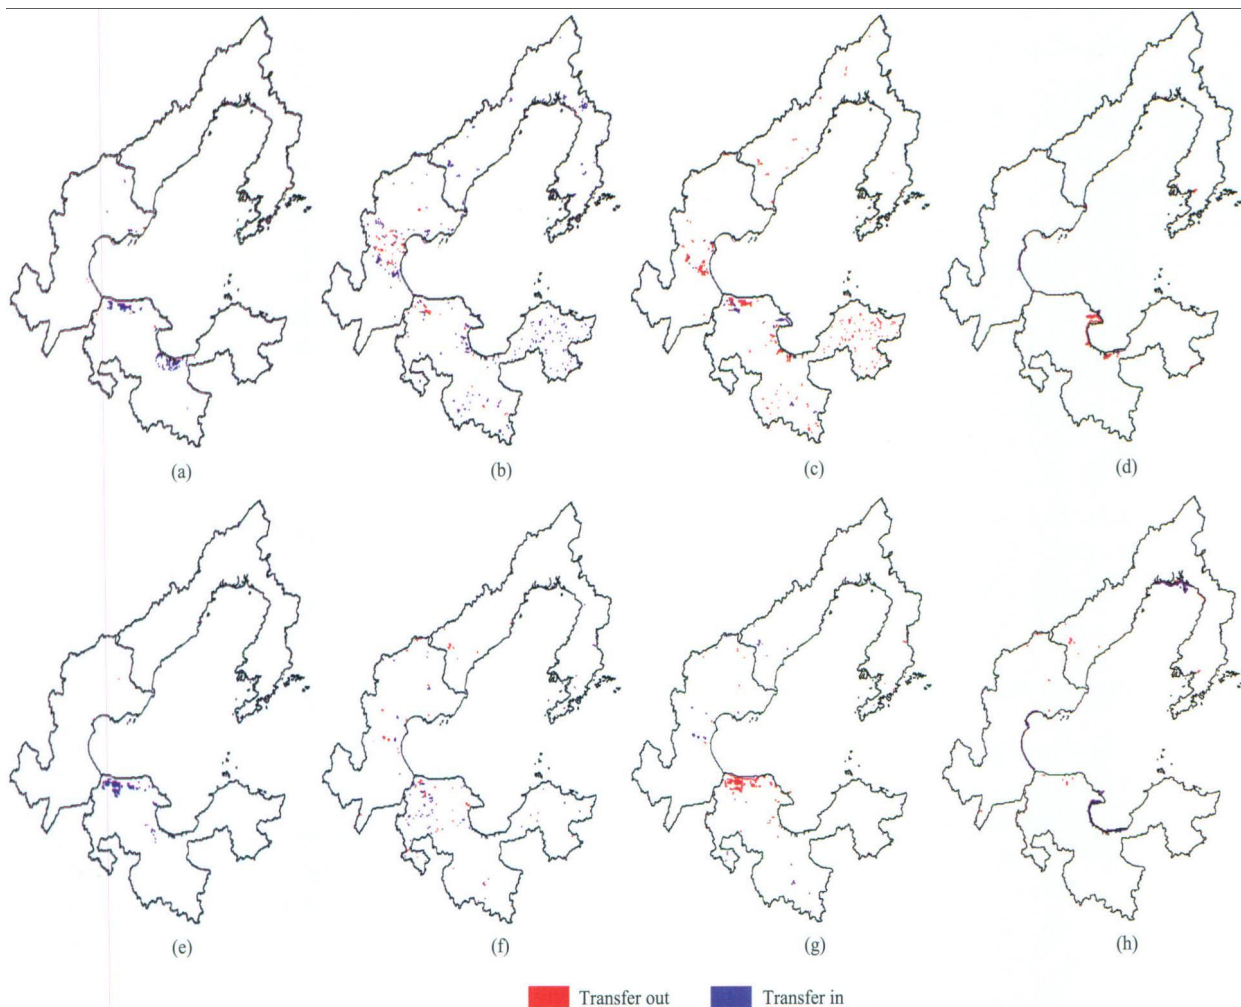 (a)
(b)
(c)
(d)
(e)
(f)
(g)
(h)
Transfer out
Transfer in